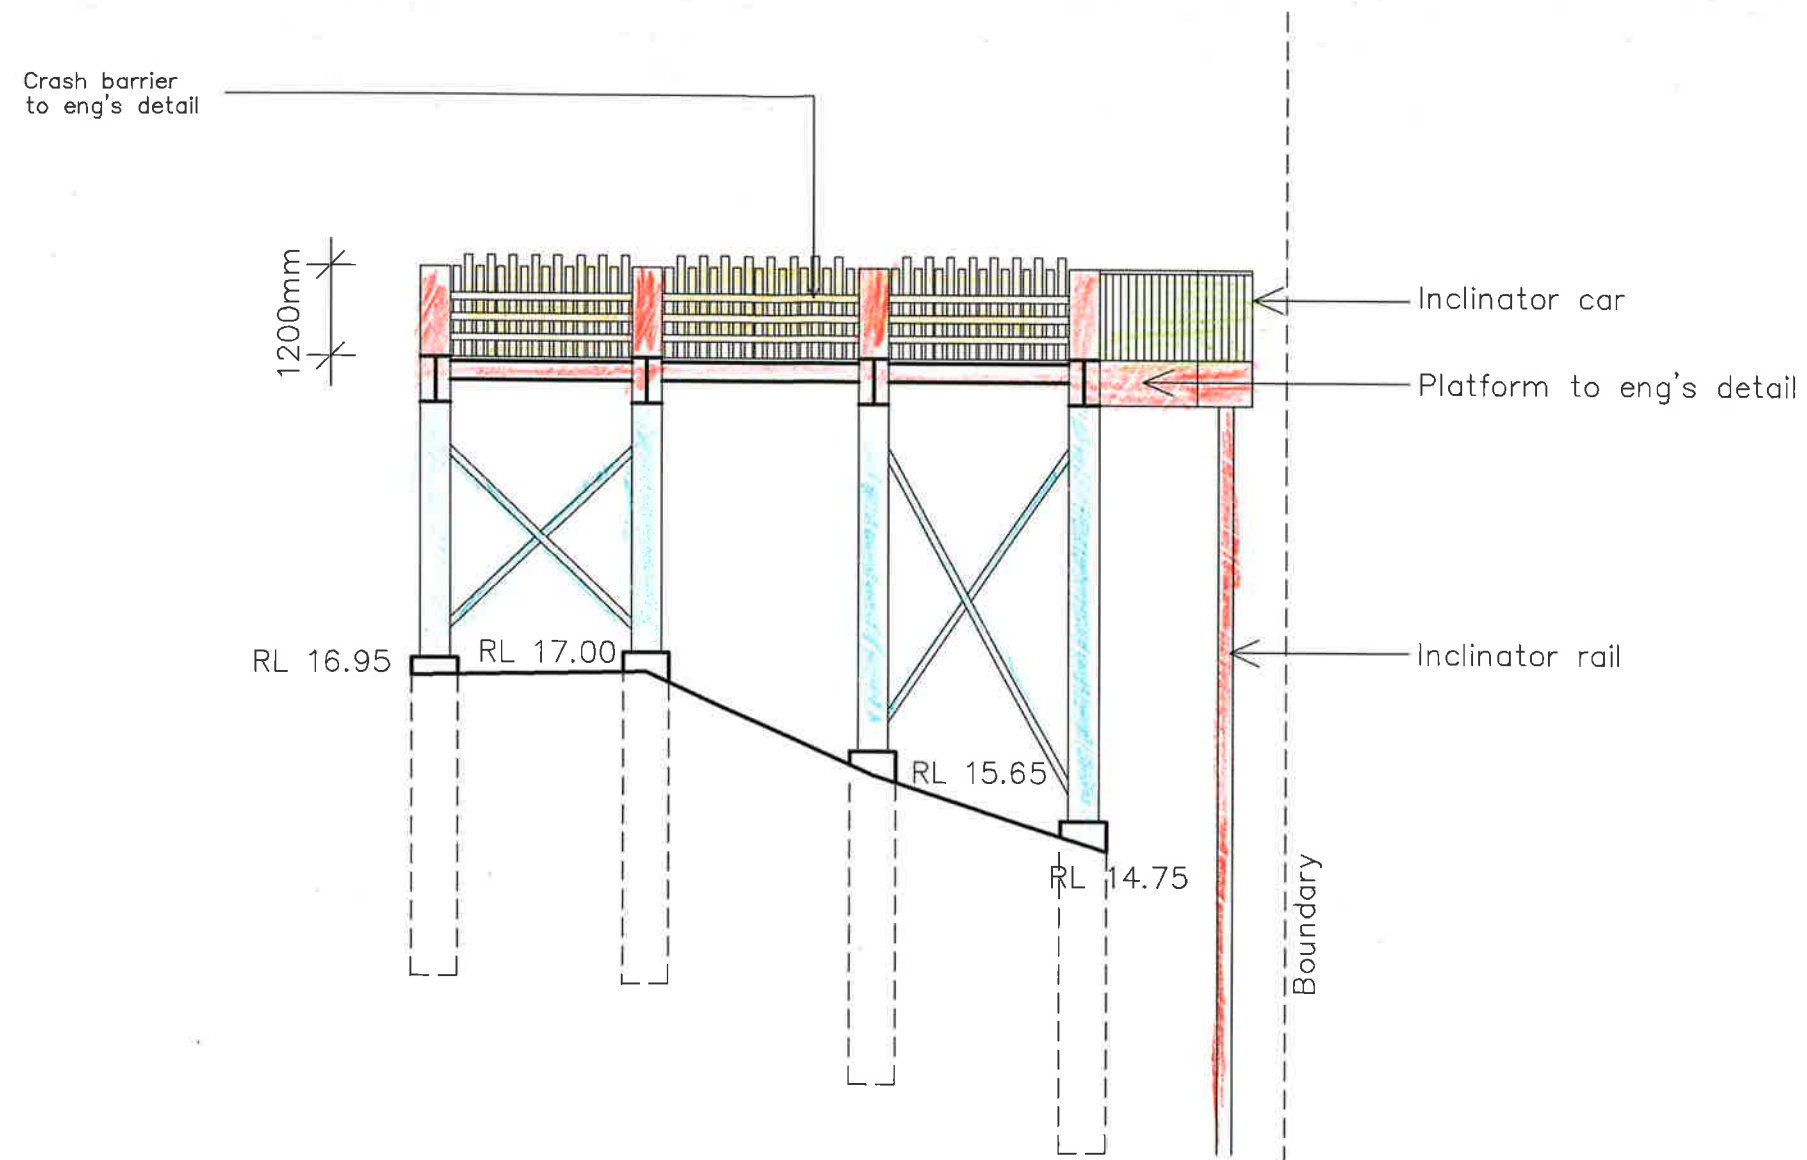 Crash barrier
to eng's detail
1200mm
Inclinator car
Platform to eng's detail
RL 16.95
RL 17.00
Inclinator rail
RL 15.65
RL 14.75
Boundary